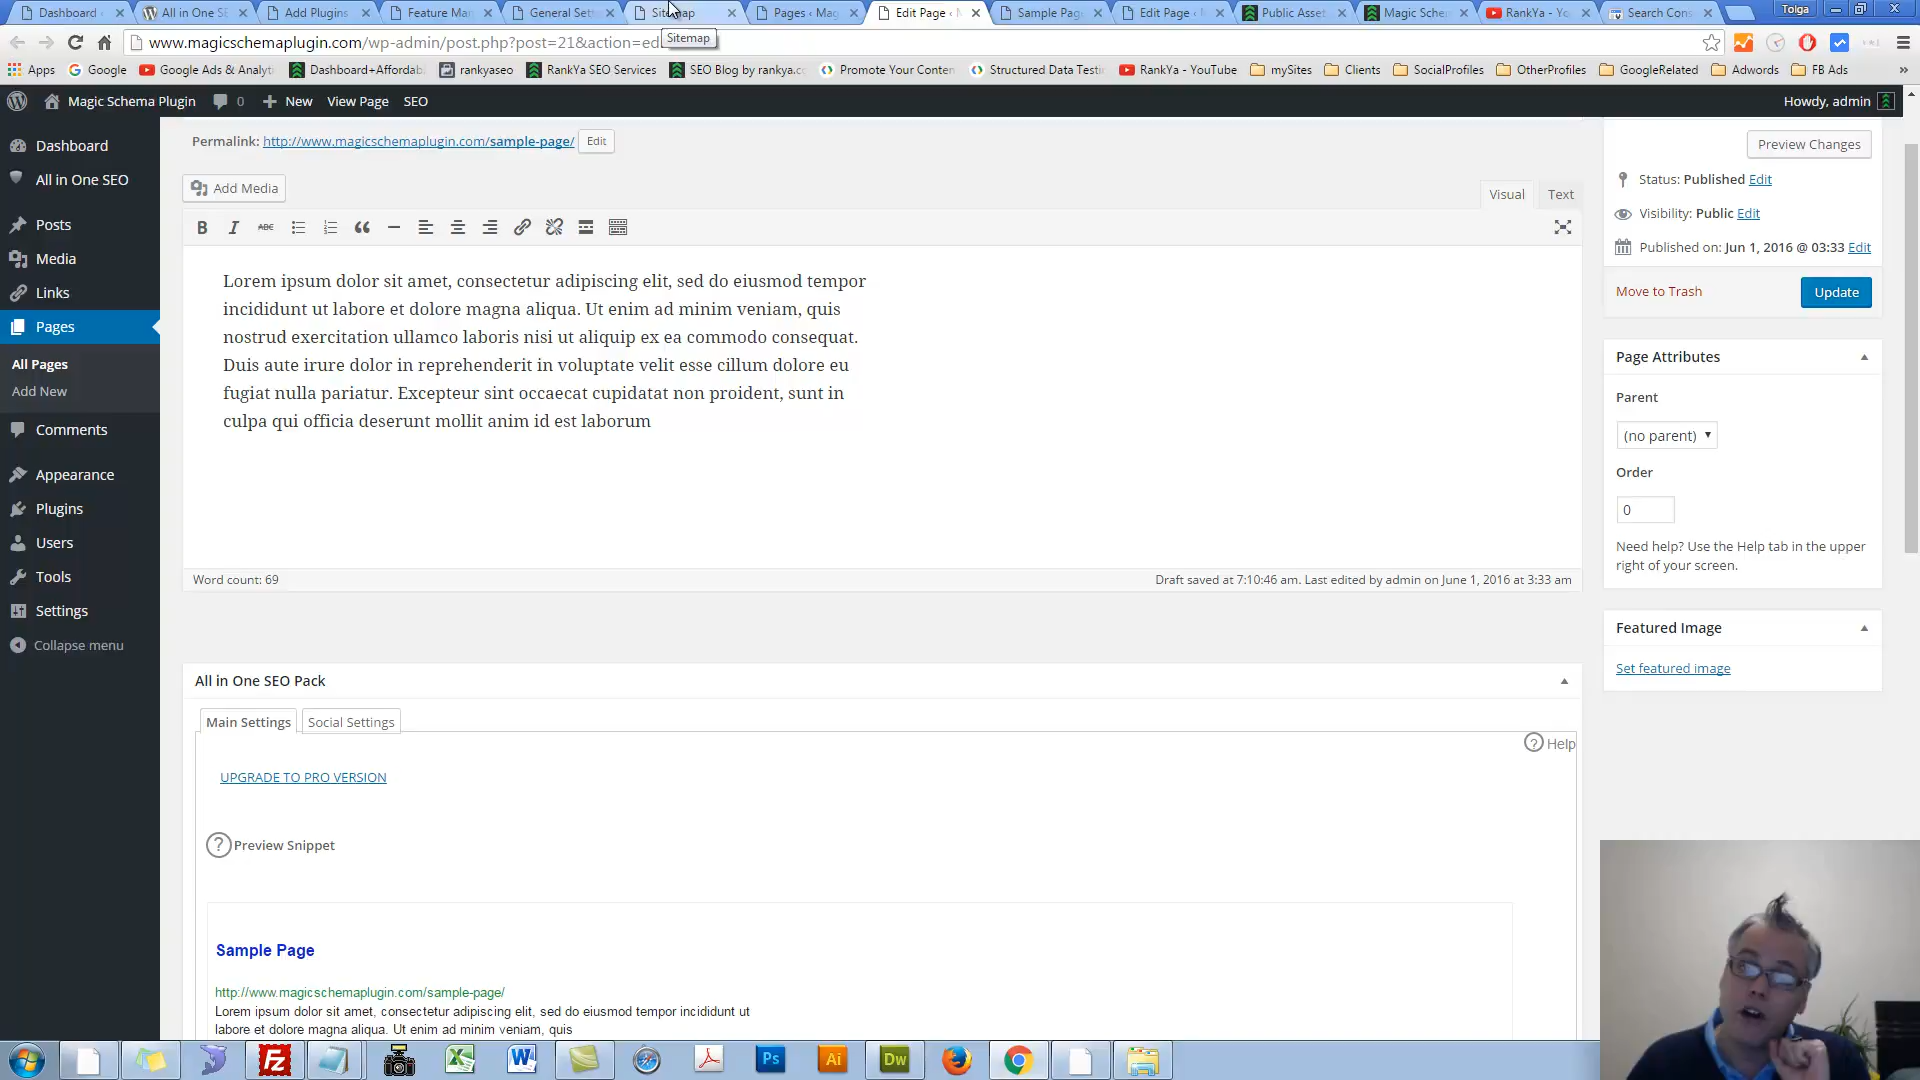 Dashboard
All in One S
Add Plugins
Feature Man
General Sett
Sitemap
Pages ‹ Mag
Edit Page ‹
Sample Pag
Edit Page ‹
Public Asset
Magic Schem
RankYa - Yo
Search Cons
Tolga
www.magicschemaplugin.com/wp-admin/post.php?post=21&action=ed
Sitemap
Apps
Google
Google Ads & Analyti
Dashboard+Affordab
rankyaseo
RankYa SEO Services
SEO Blog by rankya.co
Promote Your Conten
Structured Data Testi
RankYa - YouTube
mySites
Clients
SocialProfiles
OtherProfiles
GoogleRelated
Adwords
FB Ads
»
Magic Schema Plugin
0
New
View Page
SEO
Howdy, admin
Dashboard
All in One SEO
Posts
Media
Links
Pages
All Pages
Add New
Comments
Appearance
Plugins
Users
Tools
Settings
Collapse menu
Permalink: http://www.magicschemaplugin.com/sample-page/ Edit
Add Media
Visual
Text
B I ABC
Lorem ipsum dolor sit amet, consectetur adipiscing elit, sed do eiusmod tempor
incididunt ut labore et dolore magna aliqua. Ut enim ad minim veniam, quis
nostrud exercitation ullamco laboris nisi ut aliquip ex ea commodo consequat.
Duis aute irure dolor in reprehenderit in voluptate velit esse cillum dolore eu
fugiat nulla pariatur. Excepteur sint occaecat cupidatat non proident, sunt in
culpa qui officia deserunt mollit anim id est laborum
Word count: 69
Draft saved at 7:10:46 am. Last edited by admin on June 1, 2016 at 3:33 am
All in One SEO Pack
Main Settings
Social Settings
? Help
UPGRADE TO PRO VERSION
? Preview Snippet
Sample Page
http://www.magicschemaplugin.com/sample-page/
Lorem ipsum dolor sit amet, consectetur adipiscing elit, sed do eiusmod tempor incididunt ut
labore et dolore magna aliqua. Ut enim ad minim veniam, quis
Preview Changes
Status: Published Edit
Visibility: Public Edit
Published on: Jun 1, 2016 @ 03:33 Edit
Move to Trash
Update
Page Attributes
Parent
(no parent)
Order
0
Need help? Use the Help tab in the upper
right of your screen.
Featured Image
Set featured image
Fz
Ps
Ai
Dw